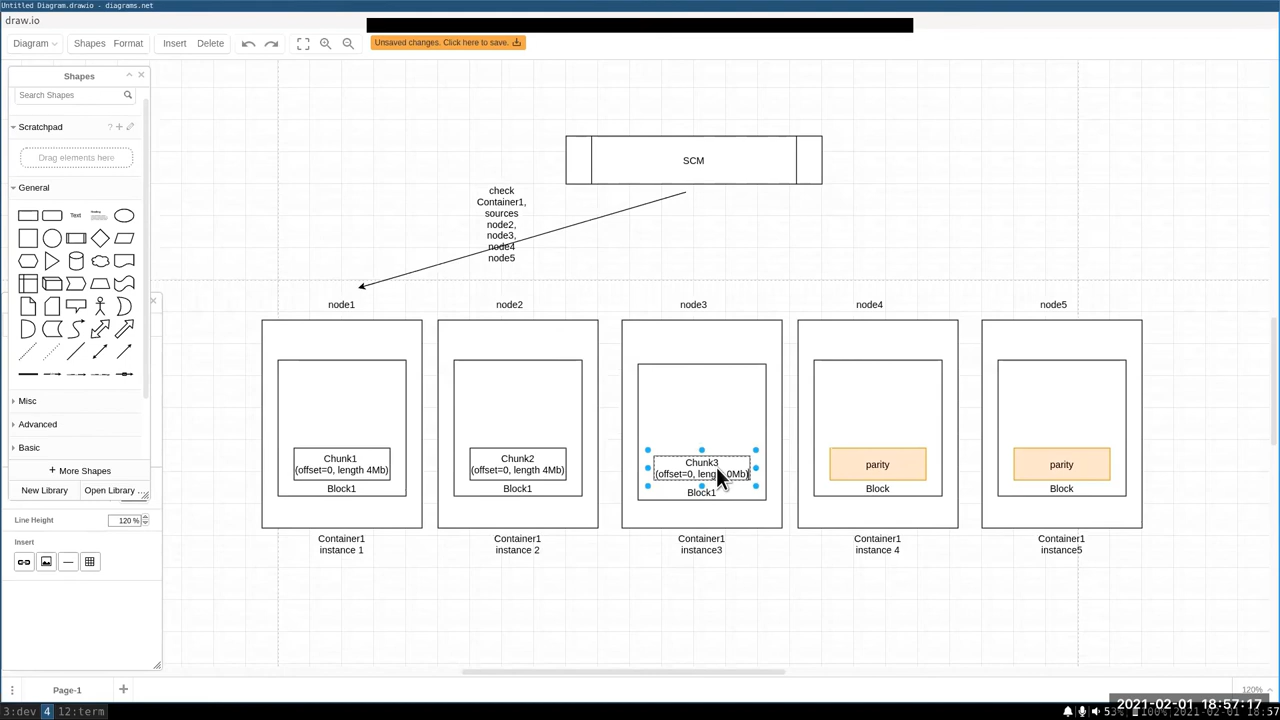 Untitled Diagram.drawio - diagrams.net
draw.io
Diagram Shapes Format Insert Delete Unsaved changes. Click here to save.
Shapes
Search Shapes
Scratchpad
Drag elements here
General
Text
Misc
Advanced
Basic
+ More Shapes
New Library Open Library ...
Line Height 120 %
Insert
SCM
check
Container1,
sources
node2,
node3,
node4
node5
node1 node2 node3 node4 node5
Chunk1
(offset=0, length 4Mb)
Block1
Chunk2
(offset=0, length 4Mb)
Block1
Chunk3
(offset=0, 0Mb)
Block1
parity
Block
parity
Block
Container1
instance 1
Container1
instance 2
Container1
instance3
Container1
instance 4
Container1
instance5
Page-1
120%
2021-02-01 18:57:17
3:dev 4 12:term